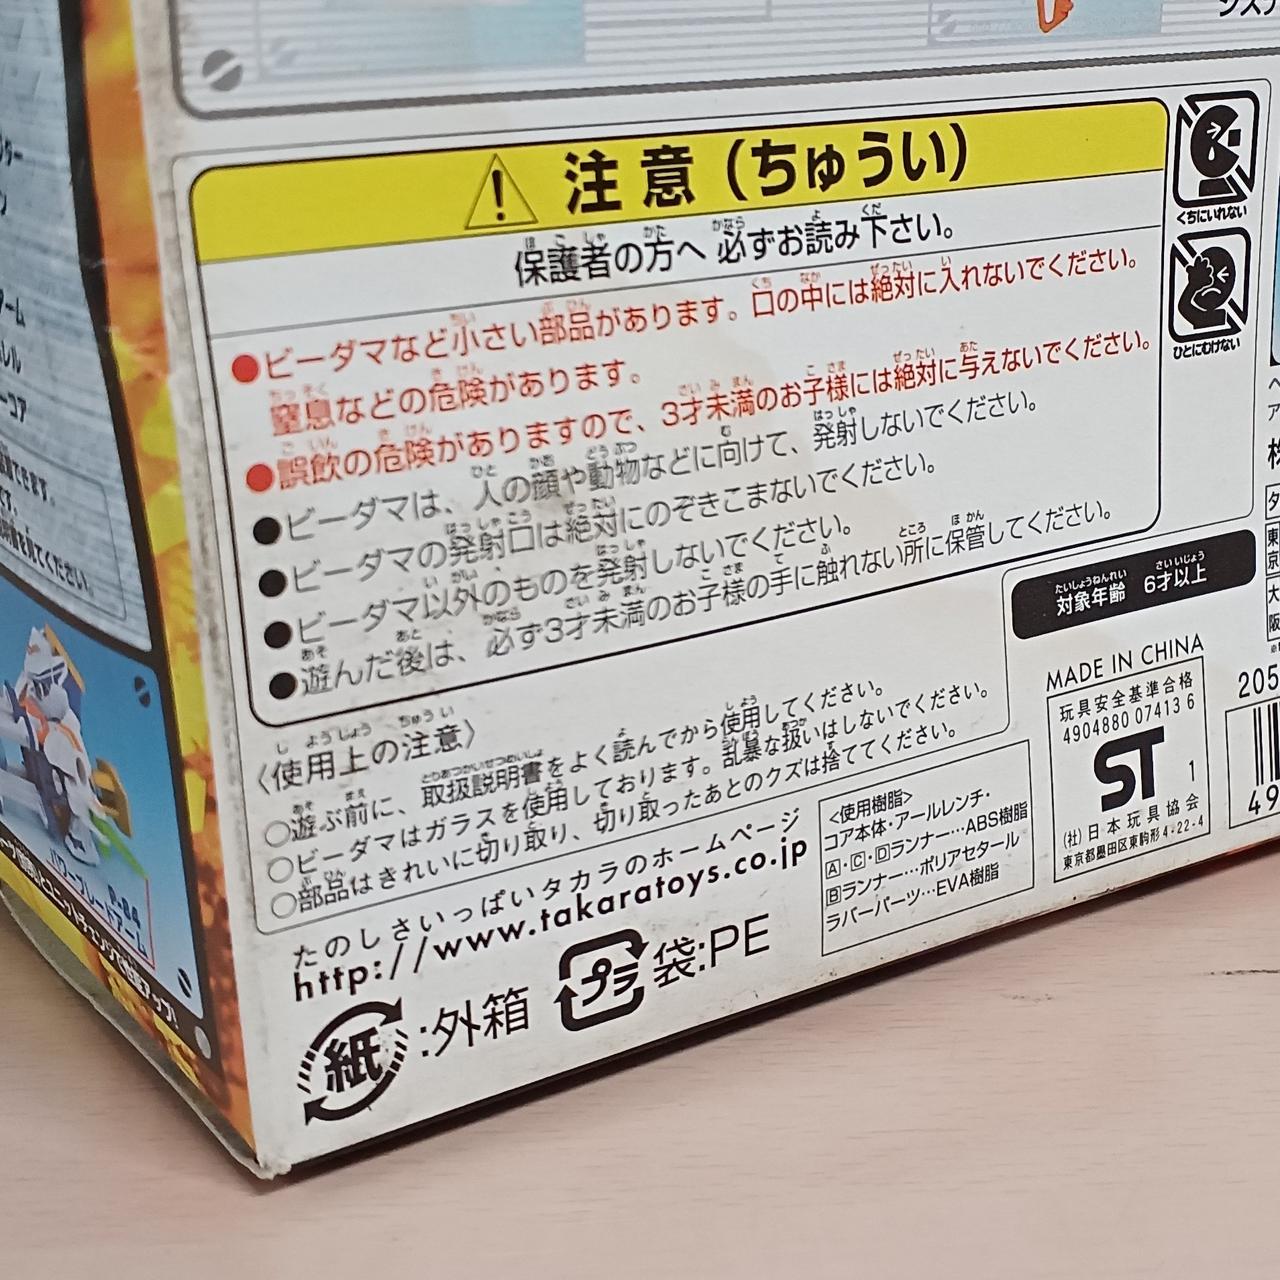 注意（ちゅうい）
保護者の方へ 必ずお読み下さい。
●ビーダマなど小さい部品があります。口の中には絶対に入れないでください。
窒息などの危険があります。
●誤飲の危険がありますので、3才未満のお子様には絶対に与えないでください。
●ビーダマは、人の顔や動物などに向けて、発射しないでください。
●ビーダマの発射口は絶対にのぞきこまないでください。
●ビーダマ以外のものを発射しないでください。
●遊んだ後は、必ず3才未満のお子様の手に触れない所に保管してください。
くちにいれない
ひとにむけない
対象年齢 6才以上
〈使用上の注意〉
○遊ぶ前に、取扱説明書をよく読んでから使用してください。
○ビーダマはガラスを使用しております。乱暴な扱いはしないでください。
○部品はきれいに切り取り、切り取ったあとのクズは捨ててください。
たのしさいっぱいタカラのホームページ
http://www.takaratoys.co.jp
紙:外箱 プラ 袋:PE
<使用樹脂>
コア本体・アールレンチ・
A・C・Dランナー…ABS樹脂
Bランナー…ポリアセタール
ラバーパーツ…EVA樹脂
MADE IN CHINA
玩具安全基準合格
4904880 07413 6
ST 1
(社)日本玩具協会
東京都墨田区東駒形4-22-4
205
49
パワーブレードアーム